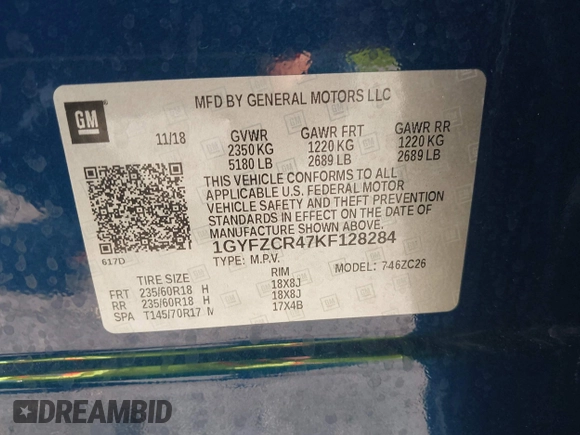 GM
MFD BY GENERAL MOTORS LLC
11/18 GVWR GAWR FRT GAWR RR
2350 KG 1220 KG 1220 KG
5180 LB 2689 LB 2689 LB
THIS VEHICLE CONFORMS TO ALL
APPLICABLE U.S. FEDERAL MOTOR
VEHICLE SAFETY AND THEFT PREVENTION
STANDARDS IN EFFECT ON THE DATE OF
MANUFACTURE SHOWN ABOVE.
1GYFZCR47KF128284
617D TYPE: M.P.V. MODEL: 746ZC26
TIRE SIZE RIM
FRT 235/60R18 H 18X8J
RR 235/60R18 H 18X8J
SPA T145/70R17 M 17X4B
DREAMBID